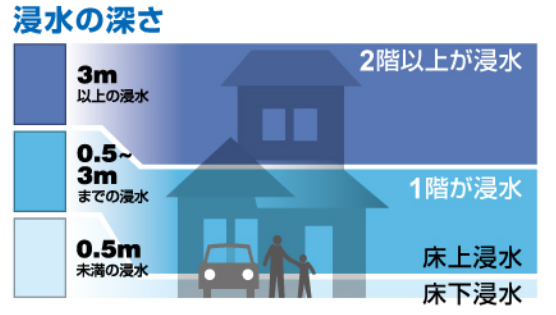 浸水の深さ
3m
以上の浸水
2階以上が浸水
0.5~
3m
までの浸水
1階が浸水
0.5m
未満の浸水
床上浸水
床下浸水